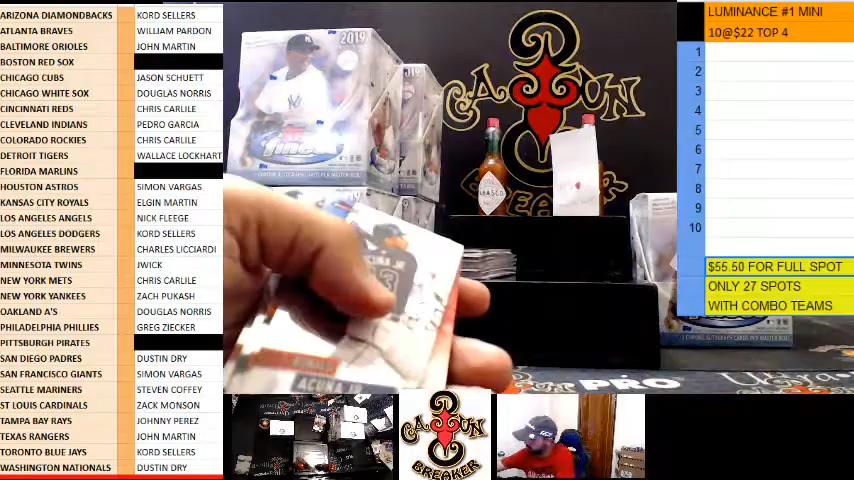 ARIZONA DIAMONDBACKS KORD SELLERS
ATLANTA BRAVES WILLIAM PARDON
BALTIMORE ORIOLES JOHN MARTIN
BOSTON RED SOX
CHICAGO CUBS JASON SCHUETT
CHICAGO WHITE SOX DOUGLAS NORRIS
CINCINNATI REDS CHRIS CARLILE
CLEVELAND INDIANS PEDRO GARCIA
COLORADO ROCKIES CHRIS CARLILE
DETROIT TIGERS WALLACE LOCKHART
FLORIDA MARLINS
HOUSTON ASTROS SIMON VARGAS
KANSAS CITY ROYALS ELGIN MARTIN
LOS ANGELES ANGELS NICK FLEEGE
LOS ANGELES DODGERS KORD SELLERS
MILWAUKEE BREWERS CHARLES LICCIARDI
MINNESOTA TWINS JWICK
NEW YORK METS CHRIS CARLILE
NEW YORK YANKEES ZACH PUKASH
OAKLAND A'S DOUGLAS NORRIS
PHILADELPHIA PHILLIES GREG ZIECKER
PITTSBURGH PIRATES
SAN DIEGO PADRES DUSTIN DRY
SAN FRANCISCO GIANTS SIMON VARGAS
SEATTLE MARINERS STEVEN COFFEY
ST LOUIS CARDINALS ZACK MONSON
TAMPA BAY RAYS JOHNNY PEREZ
TEXAS RANGERS JOHN MARTIN
TORONTO BLUE JAYS KORD SELLERS
WASHINGTON NATIONALS DUSTIN DRY
2019
finest
CAJUN
BREAKER
TABASCO
ACUNA JR
PRO
Ultra
CAJUN
BREAKER
LUMINANCE #1 MINI
10@$22 TOP 4
1
2
3
4
5
6
7
8
9
10
$55.50 FOR FULL SPOT
ONLY 27 SPOTS
WITH COMBO TEAMS